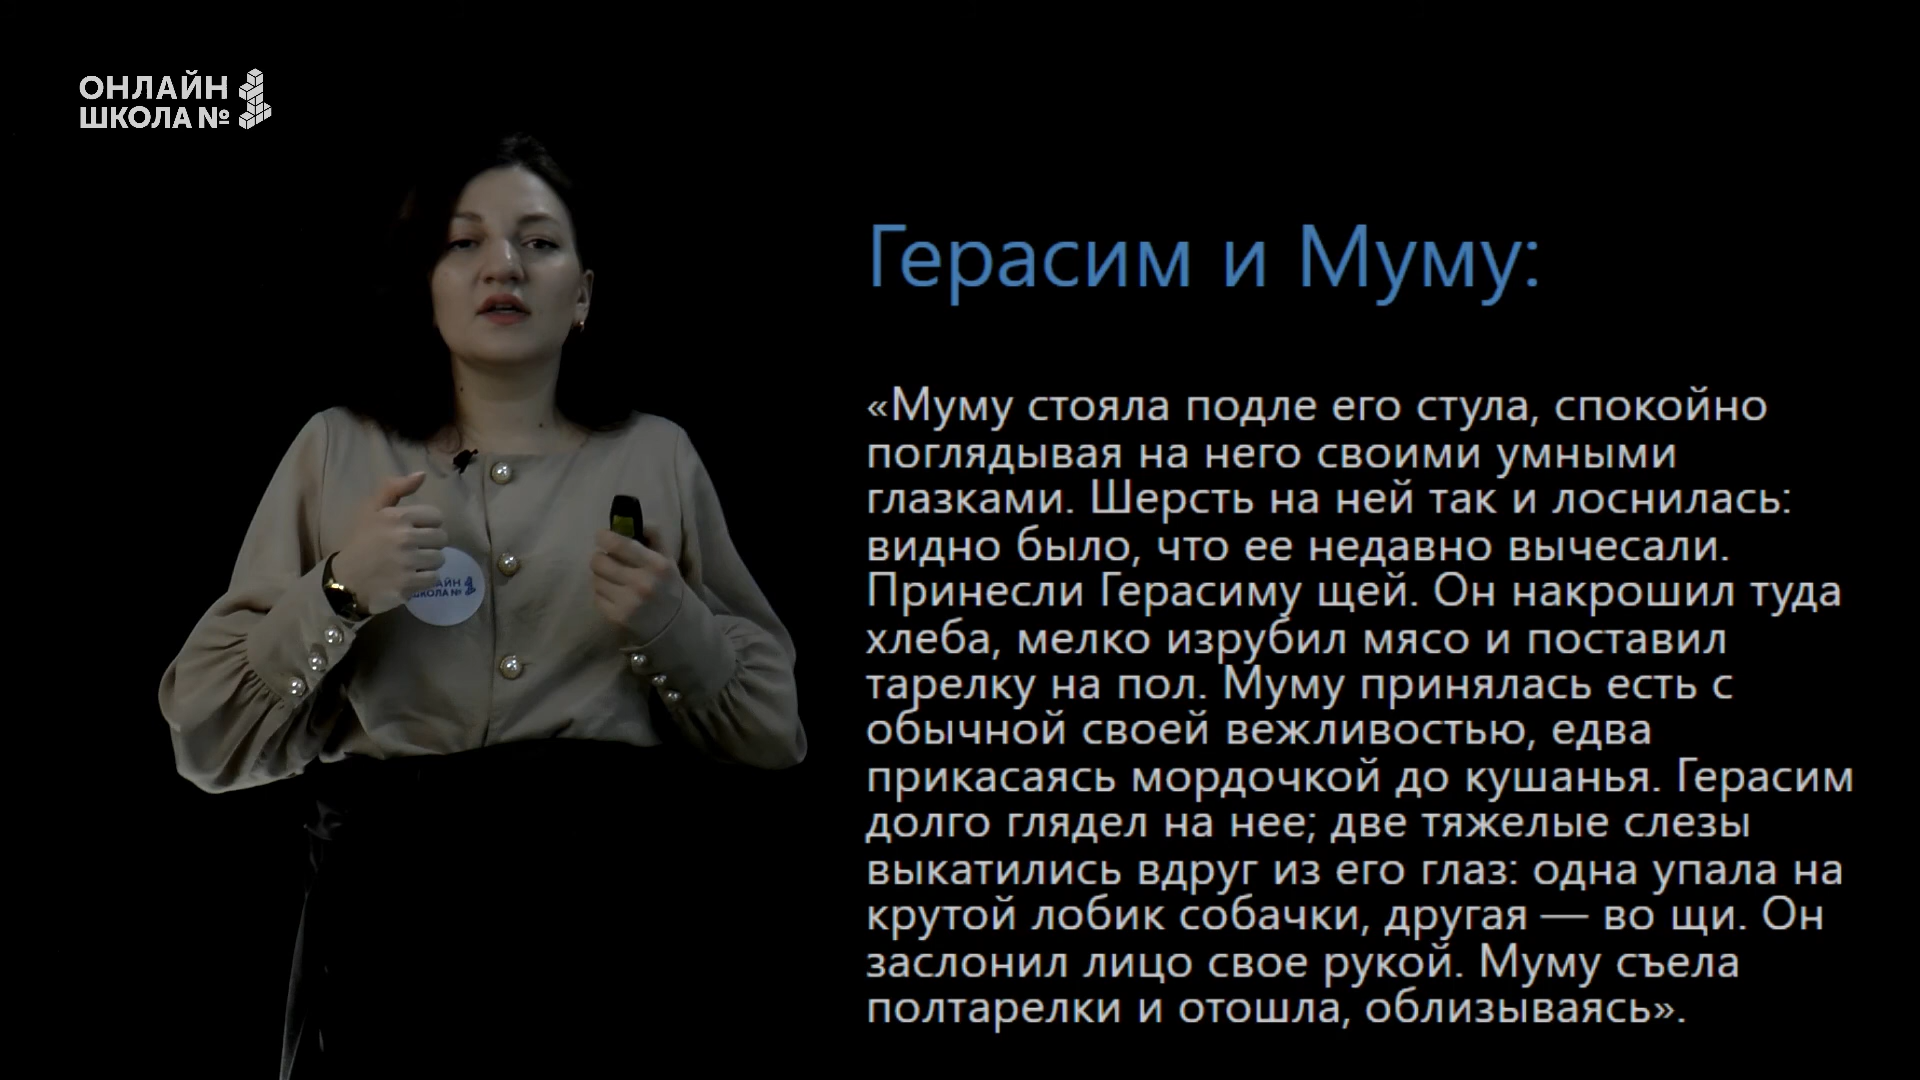 ОНЛАЙН
ШКОЛА №
Герасим и Муму:
«Муму стояла подле его стула, спокойно
поглядывая на него своими умными
глазками. Шерсть на ней так и лоснилась:
видно было, что ее недавно вычесали.
Принесли Герасиму щей. Он накрошил туда
хлеба, мелко изрубил мясо и поставил
тарелку на пол. Муму принялась есть с
обычной своей вежливостью, едва
прикасаясь мордочкой до кушанья. Герасим
долго глядел на нее; две тяжелые слезы
выкатились вдруг из его глаз: одна упала на
крутой лобик собачки, другая — во щи. Он
заслонил лицо свое рукой. Муму съела
полтарелки и отошла, облизываясь».